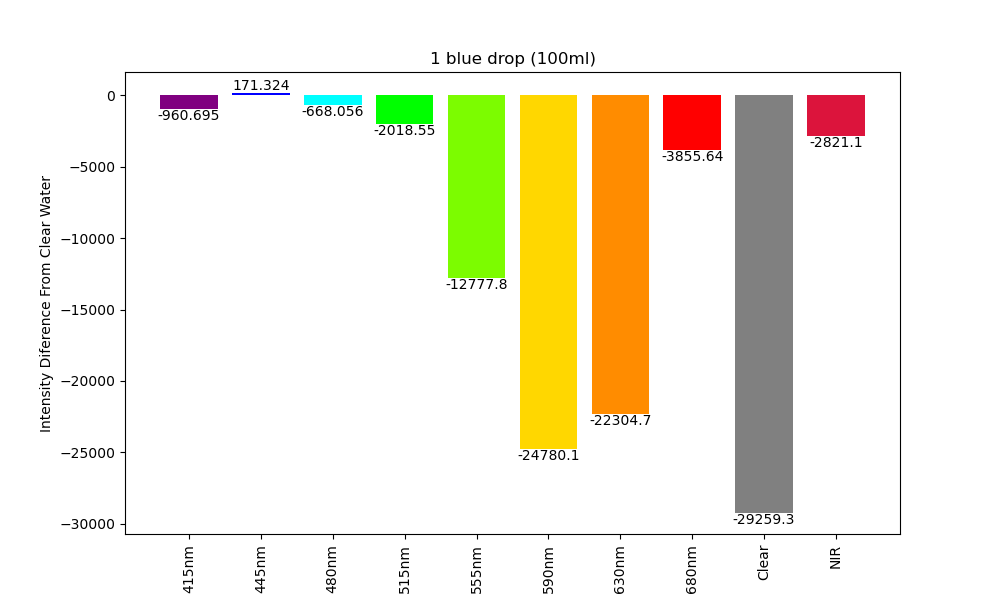 1 blue drop (100ml)
Intensity Diference From Clear Water
0
−5000
−10000
−15000
−20000
−25000
−30000
-960.695
171.324
-668.056
-2018.55
-12777.8
-24780.1
-22304.7
-3855.64
-29259.3
-2821.1
415nm
445nm
480nm
515nm
555nm
590nm
630nm
680nm
Clear
NIR